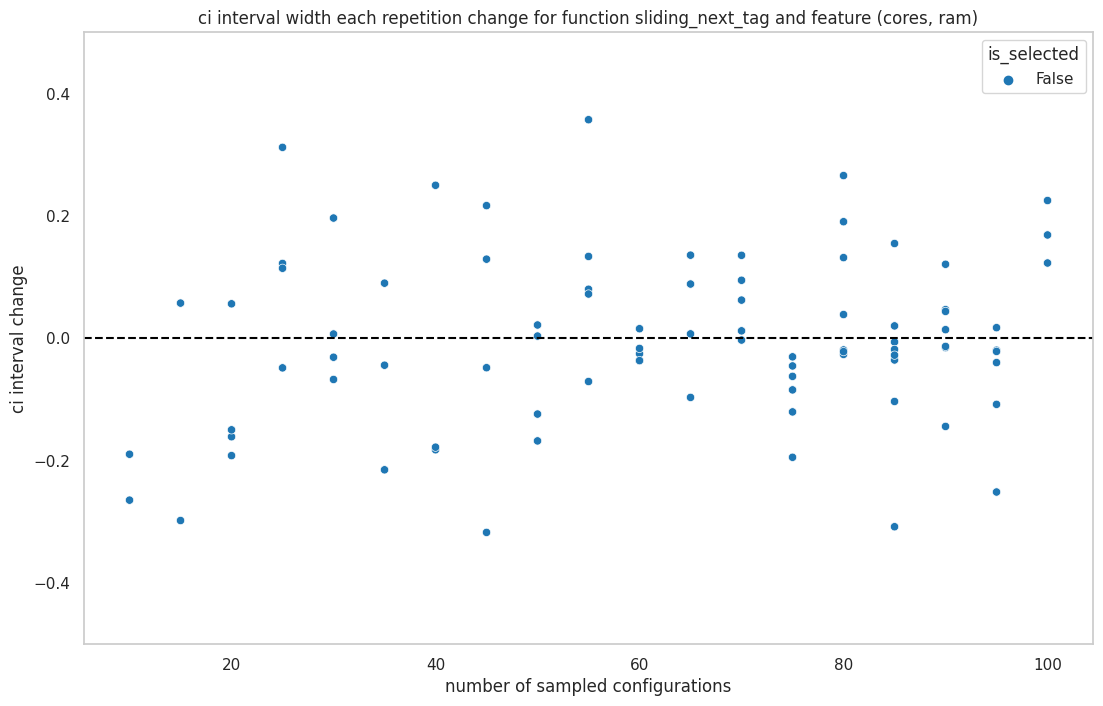 ci interval width each repetition change for function sliding_next_tag and feature (cores, ram)
is_selected
False
0.4
0.2
0.0
−0.2
−0.4
ci interval change
20 40 60 80 100
number of sampled configurations